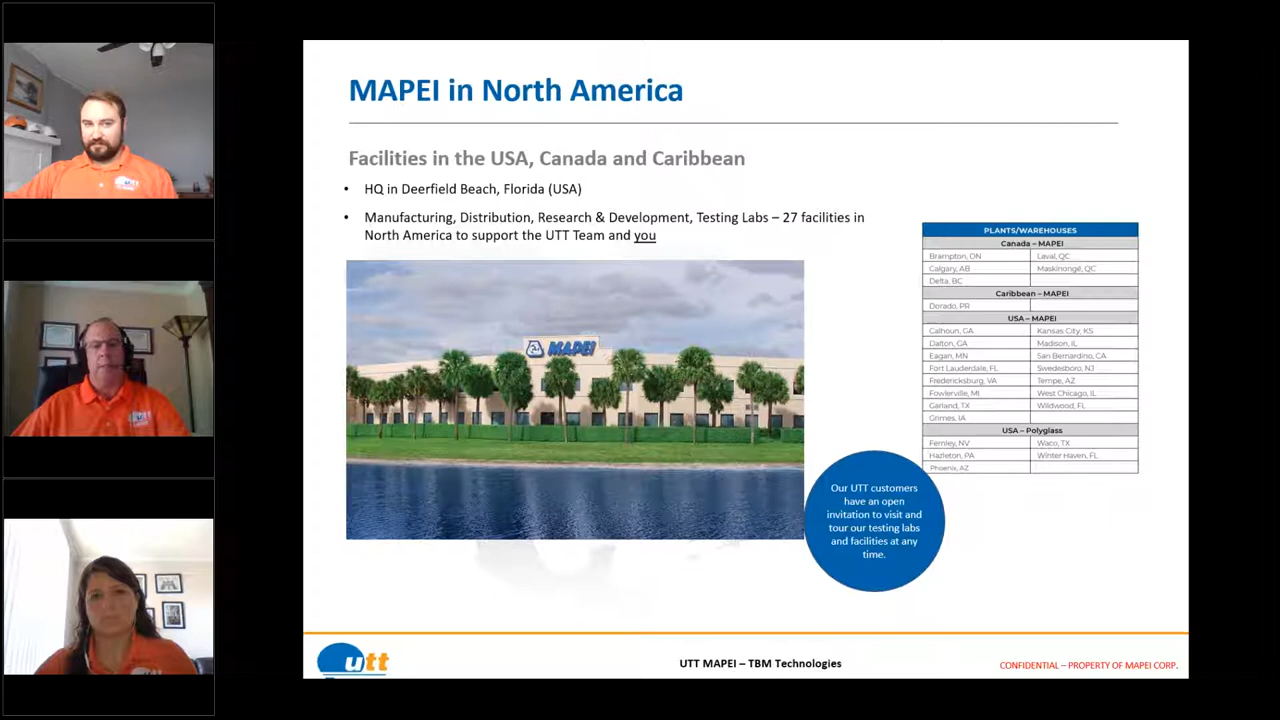 MAPEI in North America
Facilities in the USA, Canada and Caribbean
• HQ in Deerfield Beach, Florida (USA)
• Manufacturing, Distribution, Research & Development, Testing Labs – 27 facilities in
North America to support the UTT Team and you
MAPEI
PLANTS/WAREHOUSES
Canada – MAPEI
Brampton, ON Laval, QC
Calgary, AB Maskinongé, QC
Delta, BC
Caribbean – MAPEI
Dorado, PR
USA – MAPEI
Calhoun, GA Kansas City, KS
Dalton, GA Madison, IL
Eagan, MN San Bernardino, CA
Fort Lauderdale, FL Swedesboro, NJ
Fredericksburg, VA Tempe, AZ
Fowlerville, MI West Chicago, IL
Garland, TX Wildwood, FL
Grimes, IA
USA – Polyglass
Fernley, NV Waco, TX
Hazleton, PA Winter Haven, FL
Phoenix, AZ
Our UTT customers
have an open
invitation to visit and
tour our testing labs
and facilities at any
time.
utt
UTT MAPEI – TBM Technologies
CONFIDENTIAL – PROPERTY OF MAPEI CORP.